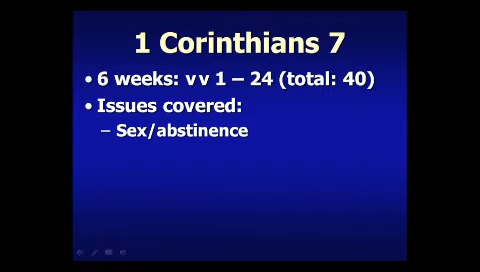 1 Corinthians 7
• 6 weeks: v v 1 – 24 (total: 40)
• Issues covered:
– Sex/abstinence